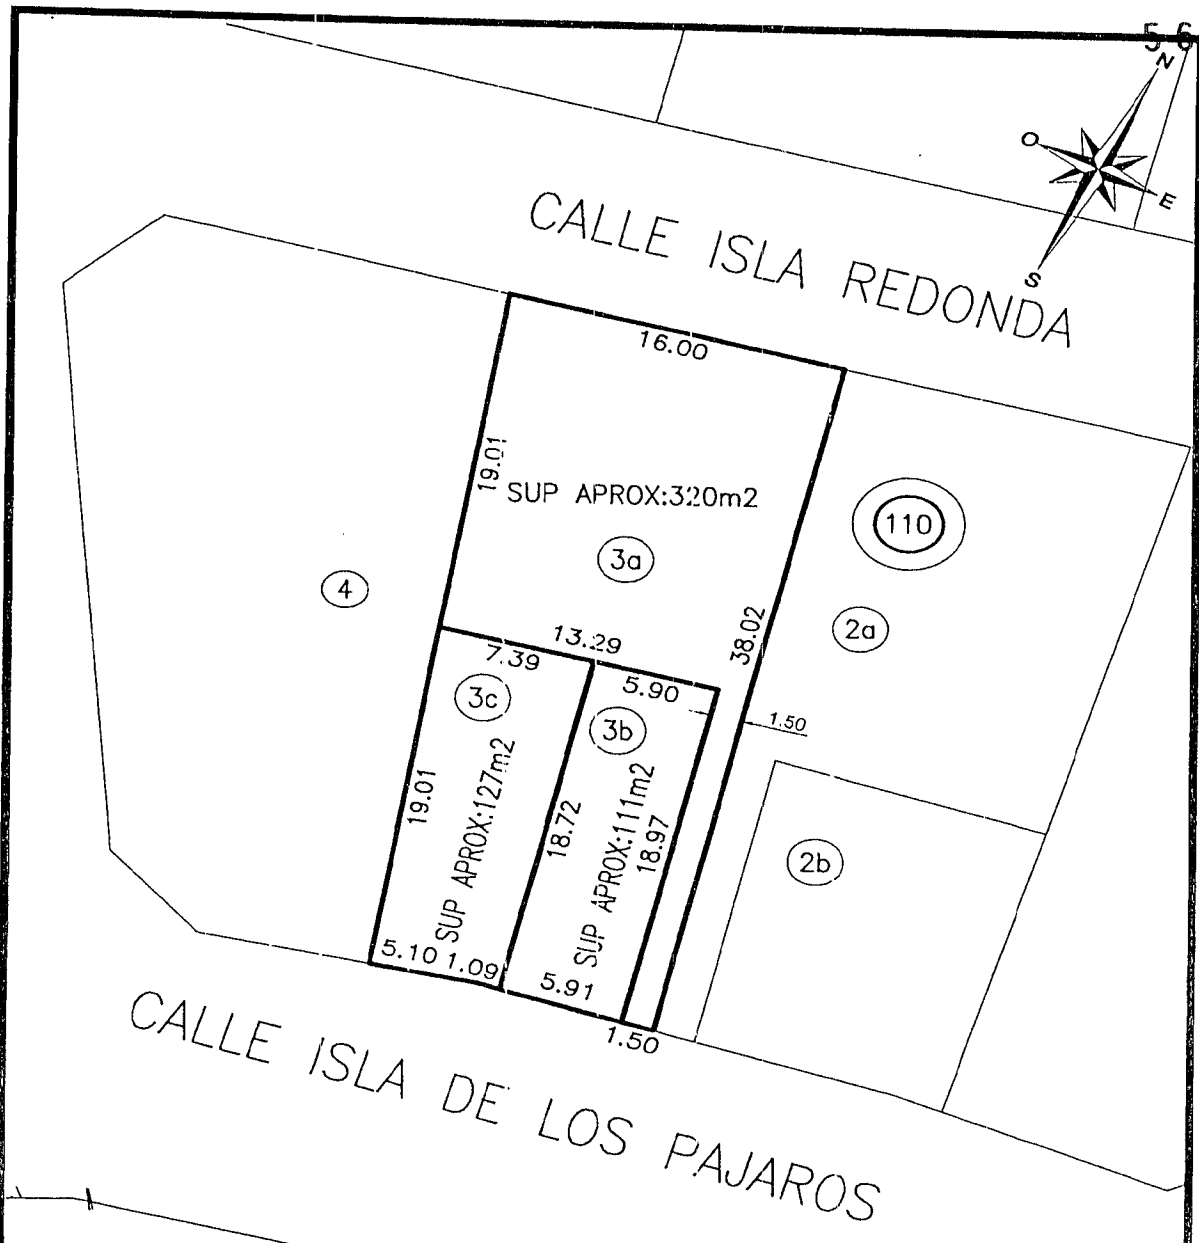 5 6
N
O
E
S
CALLE ISLA REDONDA
16.00
19.01
SUP APROX:320m2
110
3a
4
2a
38.02
13.29
7.39
5.90
3c
3b
1.50
19.01
SUP APROX:127m2
18.72
SUP APROX:111m2
18.97
2b
5.10 1.09
5.91
1.50
CALLE ISLA DE LOS PAJAROS